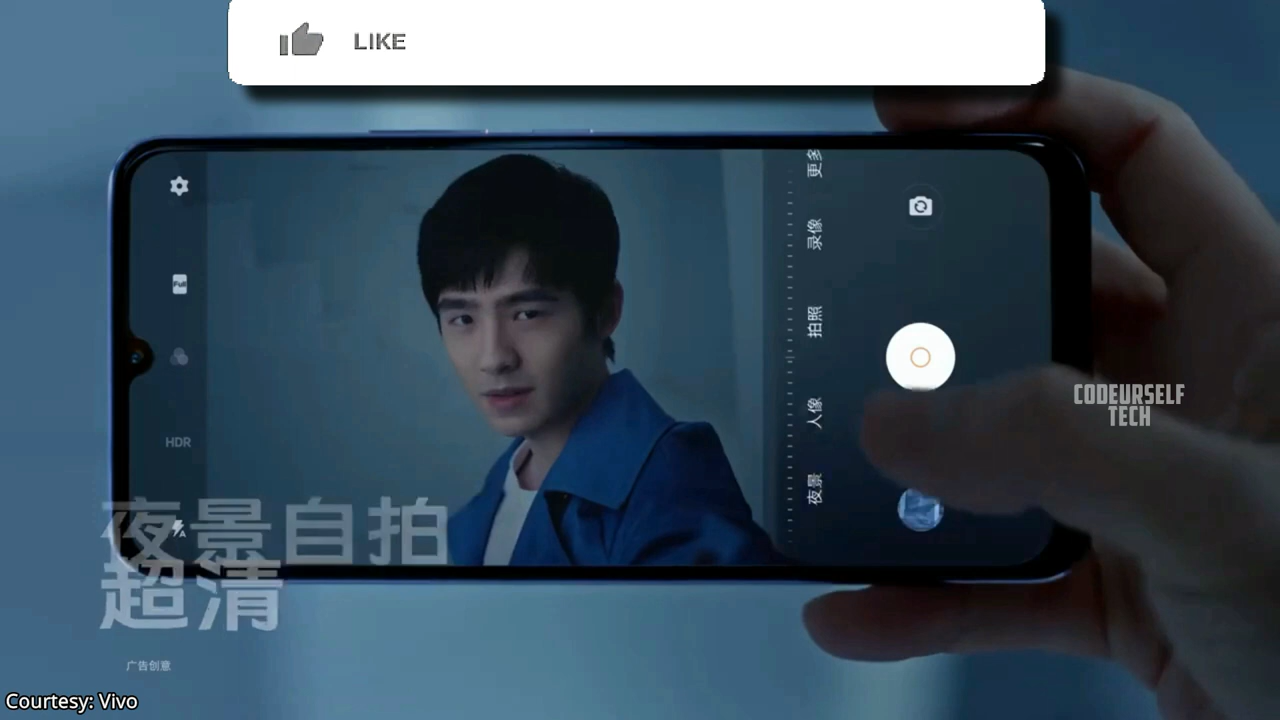 LIKE
更多
录像
拍照
人像
夜景
Full
HDR
CODEURSELF
TECH
夜景自拍
超清
广告创意
Courtesy: Vivo